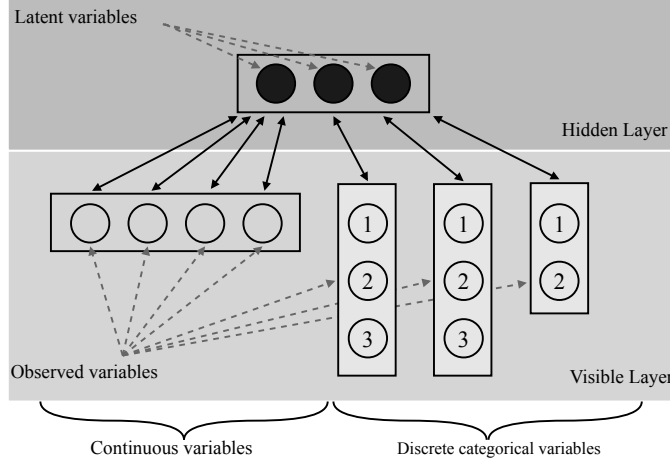 Latent variables
Hidden Layer
1 1 1
2 2 2
3 3
Observed variables
Visible Layer
Continuous variables
Discrete categorical variables